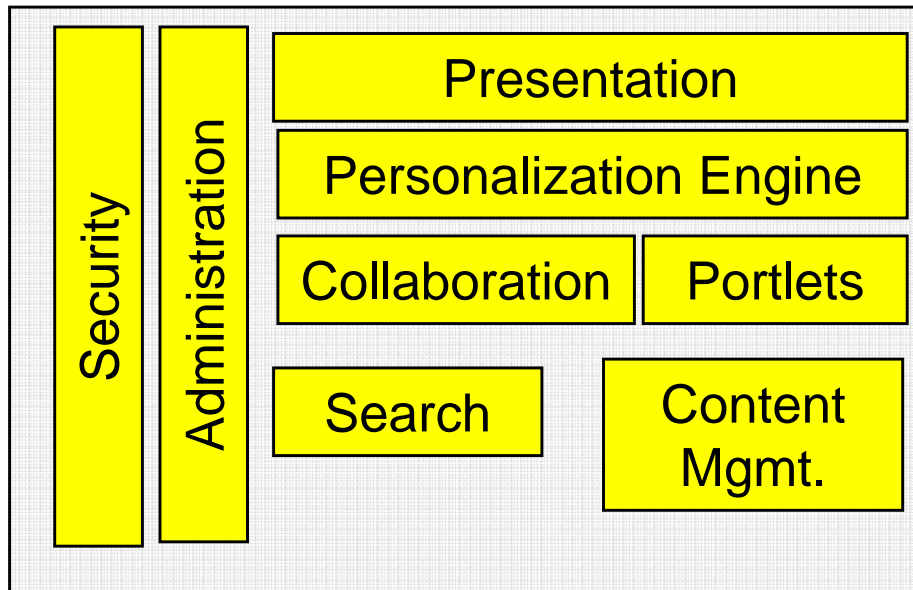 Security
Administration
Presentation
Personalization Engine
Collaboration
Portlets
Search
Content
Mgmt.